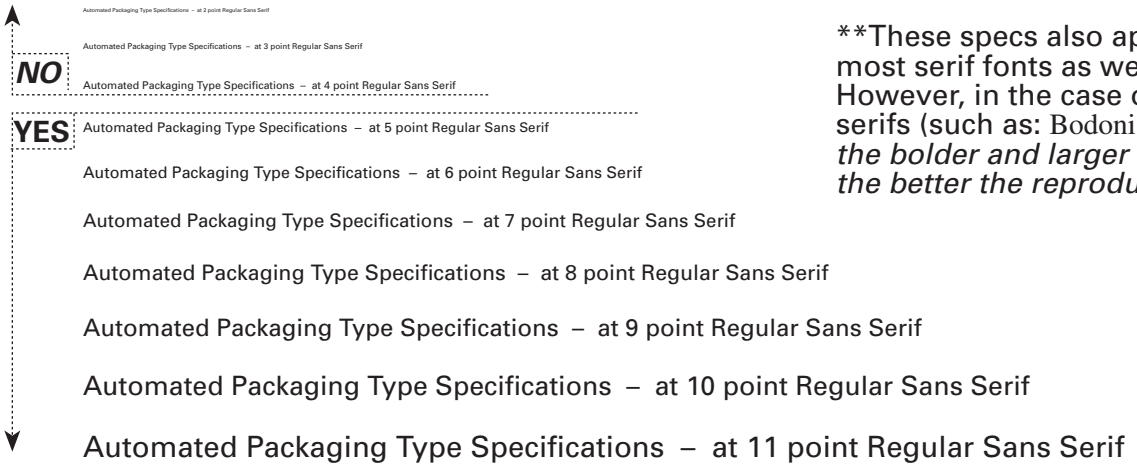 Automated Packaging Type Specifications – at 2 point Regular Sans Serif
Automated Packaging Type Specifications – at 3 point Regular Sans Serif
NO
Automated Packaging Type Specifications – at 4 point Regular Sans Serif
YES
Automated Packaging Type Specifications – at 5 point Regular Sans Serif
Automated Packaging Type Specifications – at 6 point Regular Sans Serif
Automated Packaging Type Specifications – at 7 point Regular Sans Serif
Automated Packaging Type Specifications – at 8 point Regular Sans Serif
Automated Packaging Type Specifications – at 9 point Regular Sans Serif
Automated Packaging Type Specifications – at 10 point Regular Sans Serif
Automated Packaging Type Specifications – at 11 point Regular Sans Serif
**These specs also
most serif fonts as
However, in the case
serifs (such as: Bodoni
the bolder and larger
the better the